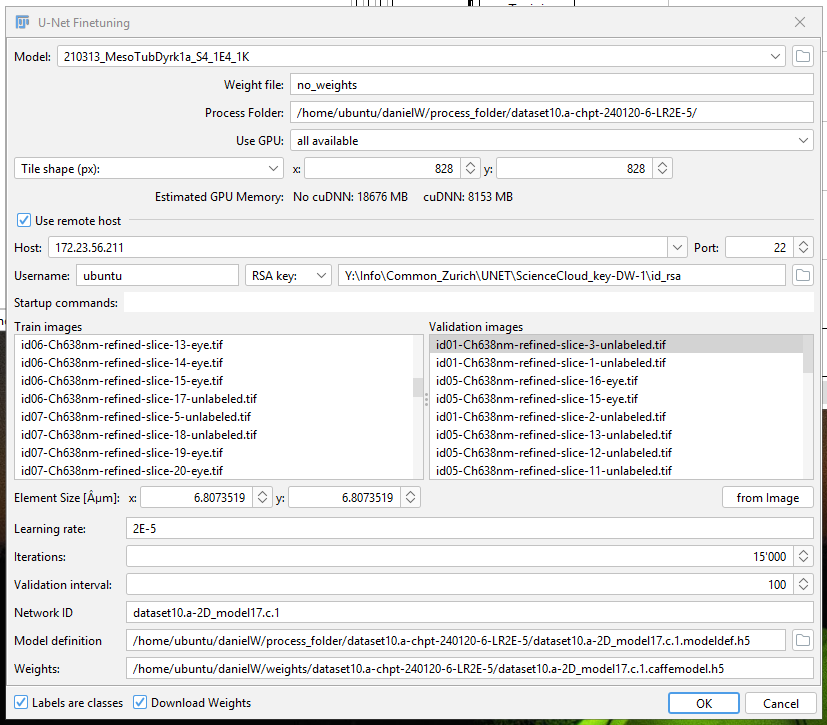 U-Net Finetuning
Model: 210313_MesoTubDyrk1a_S4_1E4_1K
Weight file: no_weights
Process Folder: /home/ubuntu/danielW/process_folder/dataset10.a-chpt-240120-6-LR2E-5/
Use GPU: all available
Tile shape (px): x: 828 y: 828
Estimated GPU Memory: No cuDNN: 18676 MB cuDNN: 8153 MB
Use remote host
Host: 172.23.56.211 Port: 22
Username: ubuntu RSA key: Y:\Info\Common_Zurich\UNET\ScienceCloud_key-DW-1\id_rsa
Startup commands:
Train images
id06-Ch638nm-refined-slice-13-eye.tif
id06-Ch638nm-refined-slice-14-eye.tif
id06-Ch638nm-refined-slice-15-eye.tif
id06-Ch638nm-refined-slice-17-unlabeled.tif
id07-Ch638nm-refined-slice-5-unlabeled.tif
id07-Ch638nm-refined-slice-18-unlabeled.tif
id07-Ch638nm-refined-slice-19-eye.tif
id07-Ch638nm-refined-slice-20-eye.tif
Validation images
id01-Ch638nm-refined-slice-3-unlabeled.tif
id01-Ch638nm-refined-slice-1-unlabeled.tif
id05-Ch638nm-refined-slice-16-eye.tif
id05-Ch638nm-refined-slice-15-eye.tif
id01-Ch638nm-refined-slice-2-unlabeled.tif
id05-Ch638nm-refined-slice-13-unlabeled.tif
id05-Ch638nm-refined-slice-12-unlabeled.tif
id05-Ch638nm-refined-slice-11-unlabeled.tif
Element Size [Âµm]: x: 6.8073519 y: 6.8073519 from Image
Learning rate: 2E-5
Iterations: 15'000
Validation interval: 100
Network ID dataset10.a-2D_model17.c.1
Model definition /home/ubuntu/danielW/process_folder/dataset10.a-chpt-240120-6-LR2E-5/dataset10.a-2D_model17.c.1.modeldef.h5
Weights: /home/ubuntu/danielW/weights/dataset10.a-chpt-240120-6-LR2E-5/dataset10.a-2D_model17.c.1.caffemodel.h5
Labels are classes Download Weights OK Cancel